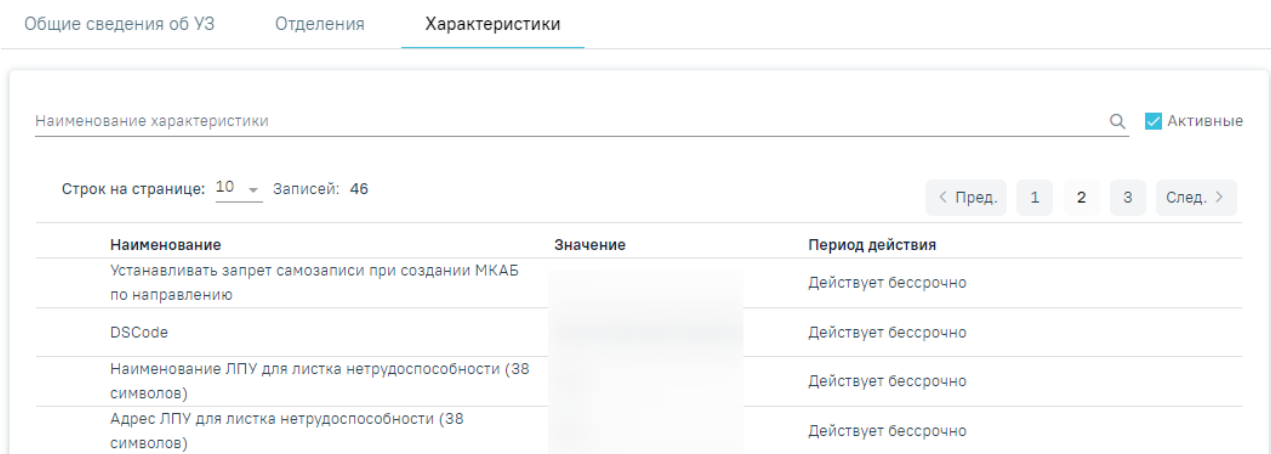 Общие сведения об УЗ Отделения Характеристики
Наименование характеристики Активные
Строк на странице: 10 Записей: 46 < Пред. 1 2 3 След. >
Наименование Значение Период действия
Устанавливать запрет самозаписи при создании МКАБ
по направлению
Действует бессрочно
DSCode Действует бессрочно
Наименование ЛПУ для листка нетрудоспособности (38
символов)
Действует бессрочно
Адрес ЛПУ для листка нетрудоспособности (38
символов)
Действует бессрочно